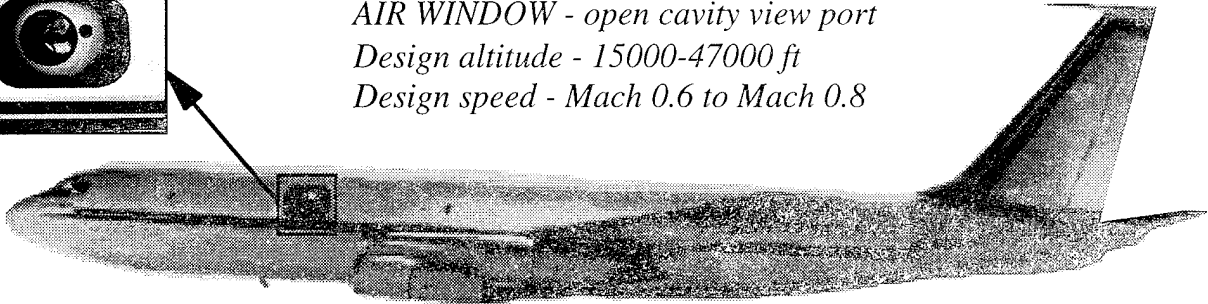 AIR WINDOW - open cavity view port
Design altitude - 15000-47000 ft
Design speed - Mach 0.6 to Mach 0.8